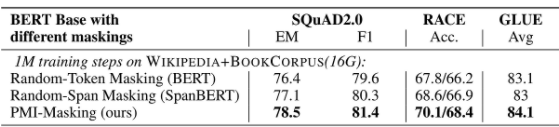 BERT Base with SQuAD2.0 RACE GLUE
different maskings EM F1 Acc. Avg
1M training steps on WIKIPEDIA+BOOKCORPUS(16G):
Random-Token Masking (BERT) 76.4 79.6 67.8/66.2 83.1
Random-Span Masking (SpanBERT) 77.1 80.3 68.6/66.9 83
PMI-Masking (ours) 78.5 81.4 70.1/68.4 84.1